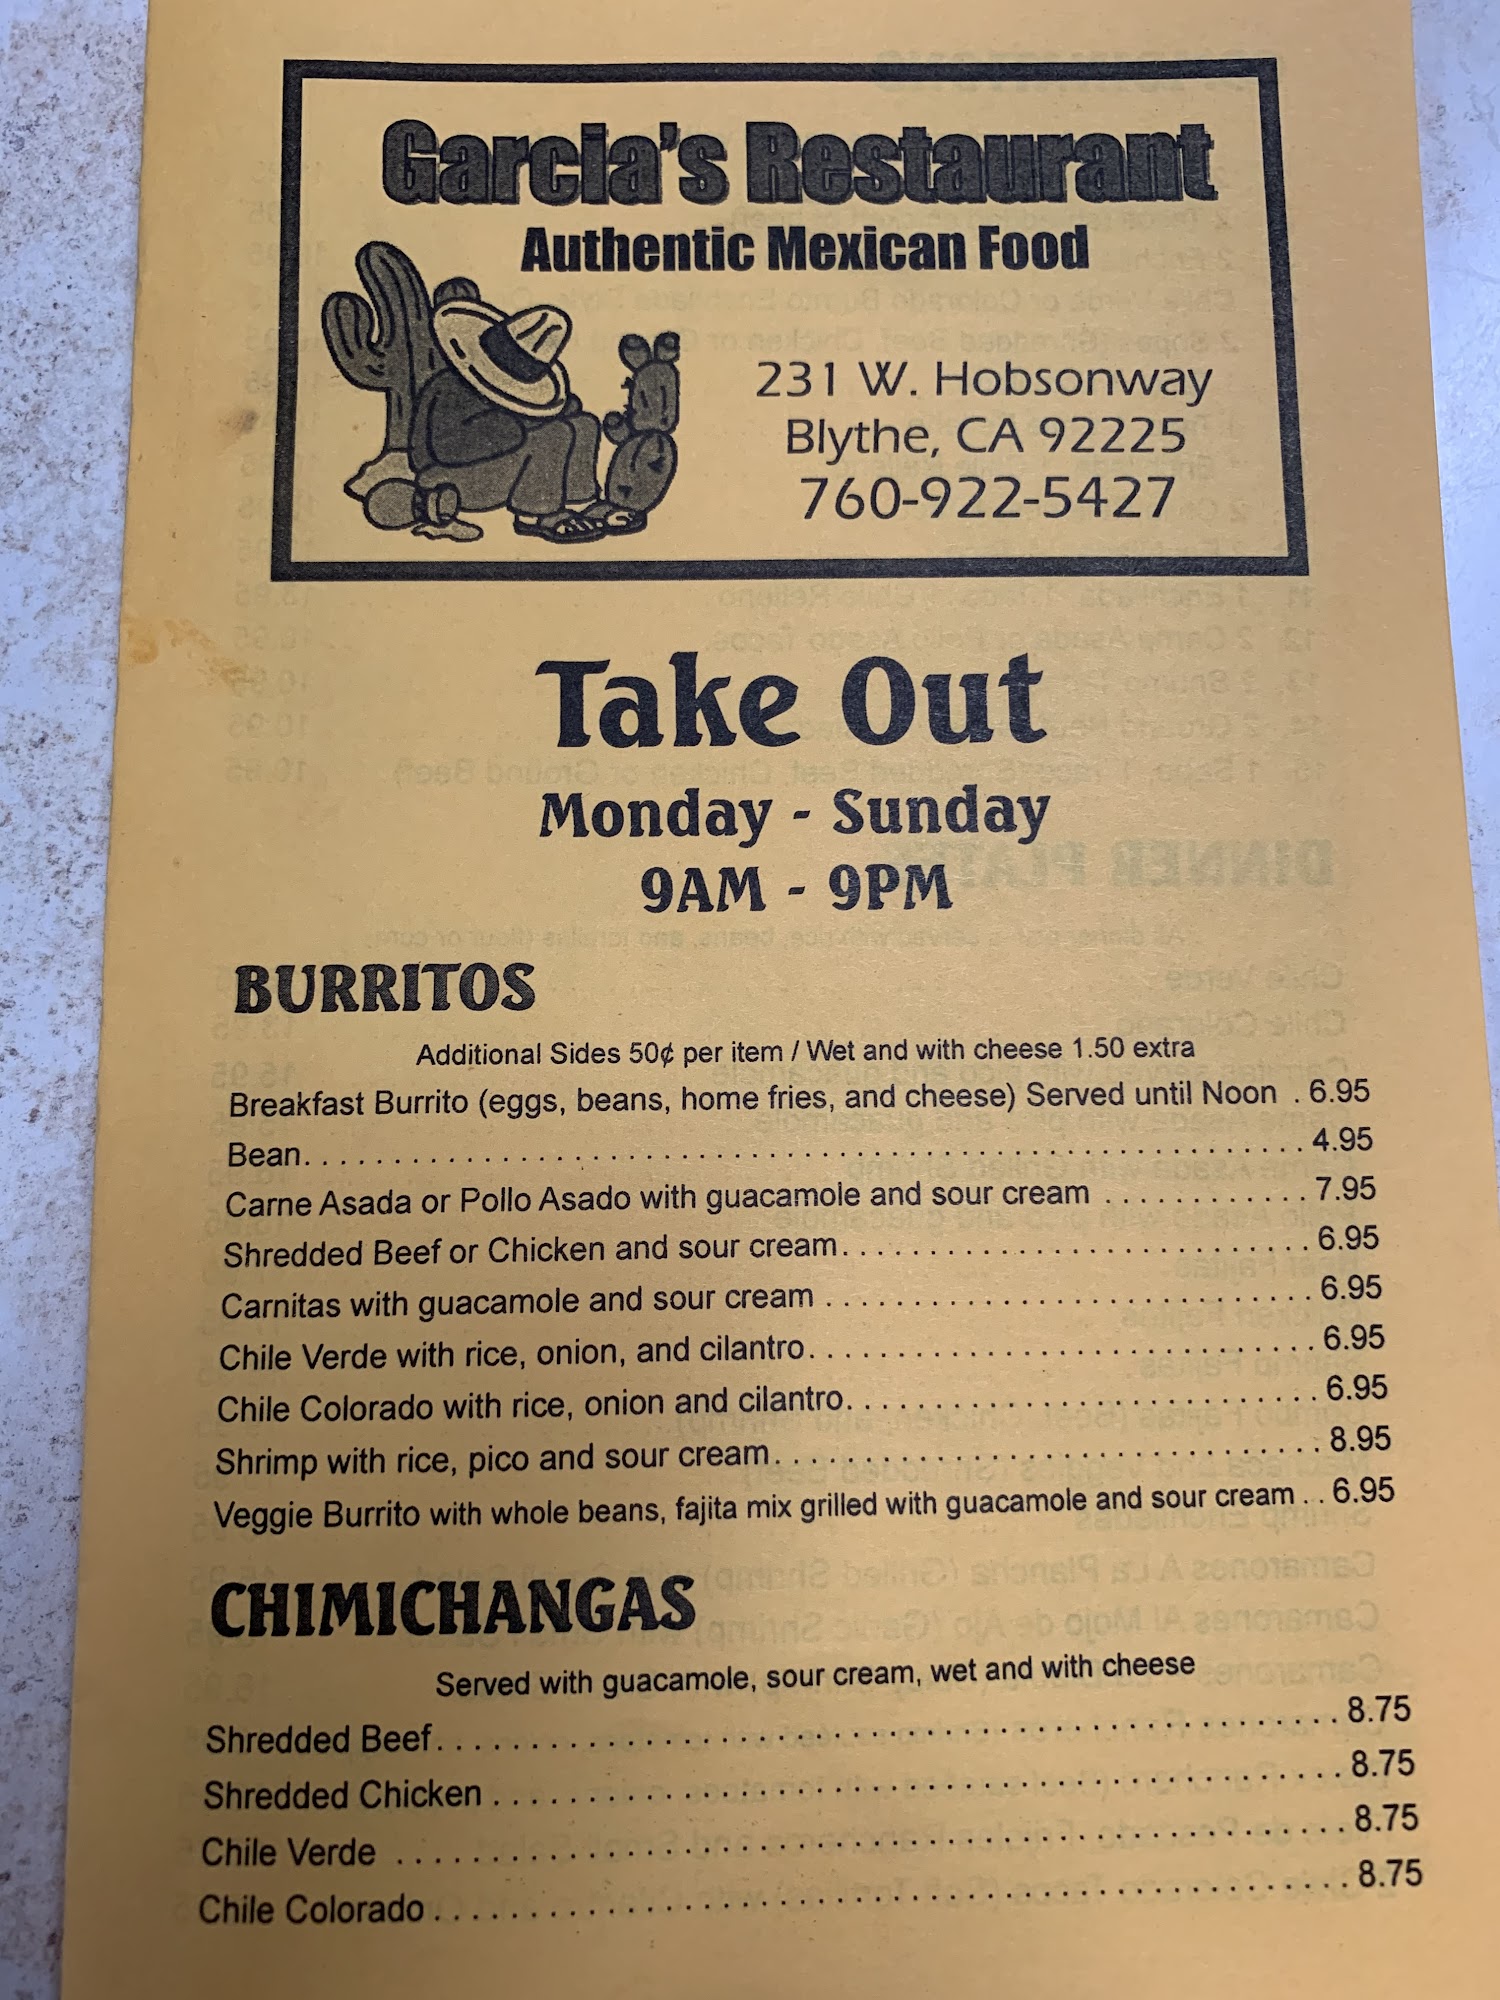 Garcia's Restaurant
Authentic Mexican Food
231 W. Hobsonway
Blythe, CA 92225
760-922-5427
Take Out
Monday - Sunday
9AM - 9PM
BURRITOS
Additional Sides 50¢ per item / Wet and with cheese 1.50 extra
Breakfast Burrito (eggs, beans, home fries, and cheese) Served until Noon . 6.95
Bean. . . . . . . . . . . . . . . . . . . . 4.95
Carne Asada or Pollo Asado with guacamole and sour cream . . . . . . . . . . . . 7.95
Shredded Beef or Chicken and sour cream. . . . . . . . . . . . . . . . . . . . 6.95
Carnitas with guacamole and sour cream . . . . . . . . . . . . . . . . . . . . 6.95
Chile Verde with rice, onion, and cilantro. . . . . . . . . . . . . . . . . . . . 6.95
Chile Colorado with rice, onion and cilantro. . . . . . . . . . . . . . . . . . . . 6.95
Shrimp with rice, pico and sour cream. . . . . . . . . . . . . . . . . . . . 8.95
Veggie Burrito with whole beans, fajita mix grilled with guacamole and sour cream . . 6.95
CHIMICHANGAS
Served with guacamole, sour cream, wet and with cheese
Shredded Beef. . . . . . . . . . . . . . . . . . . . 8.75
Shredded Chicken . . . . . . . . . . . . . . . . . . . . 8.75
Chile Verde . . . . . . . . . . . . . . . . . . . . 8.75
Chile Colorado . . . . . . . . . . . . . . . . . . . . 8.75